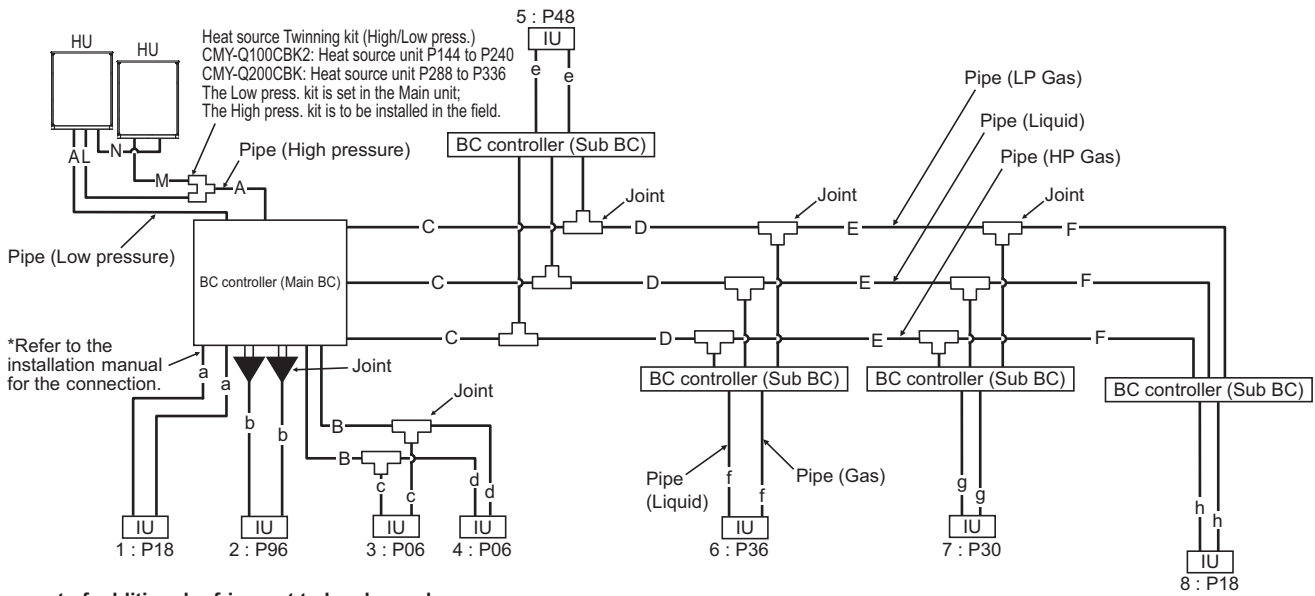 HU
HU
Heat source Twinning kit (High/Low press.)
CMY-Q100CBK2: Heat source unit P144 to P240
CMY-Q200CBK: Heat source unit P288 to P336
The Low press. kit is set in the Main unit;
The High press. kit is to be installed in the field.
5 : P48
IU
e
e
BC controller (Sub BC)
Pipe (LP Gas)
Pipe (Liquid)
Pipe (HP Gas)
A
L
N
M
A
Pipe (High pressure)
Joint
Joint
Joint
Pipe (Low pressure)
BC controller (Main BC)
C
D
E
F
C
D
E
F
C
D
E
F
*Refer to the
installation manual
for the connection.
a
a
Joint
b
b
Joint
B
B
c
c
d
d
BC controller (Sub BC)
BC controller (Sub BC)
BC controller (Sub BC)
Pipe
(Liquid)
f
f
Pipe (Gas)
g
g
h
h
IU
1 : P18
IU
2 : P96
IU
3 : P06
IU
4 : P06
IU
6 : P36
IU
7 : P30
IU
8 : P18